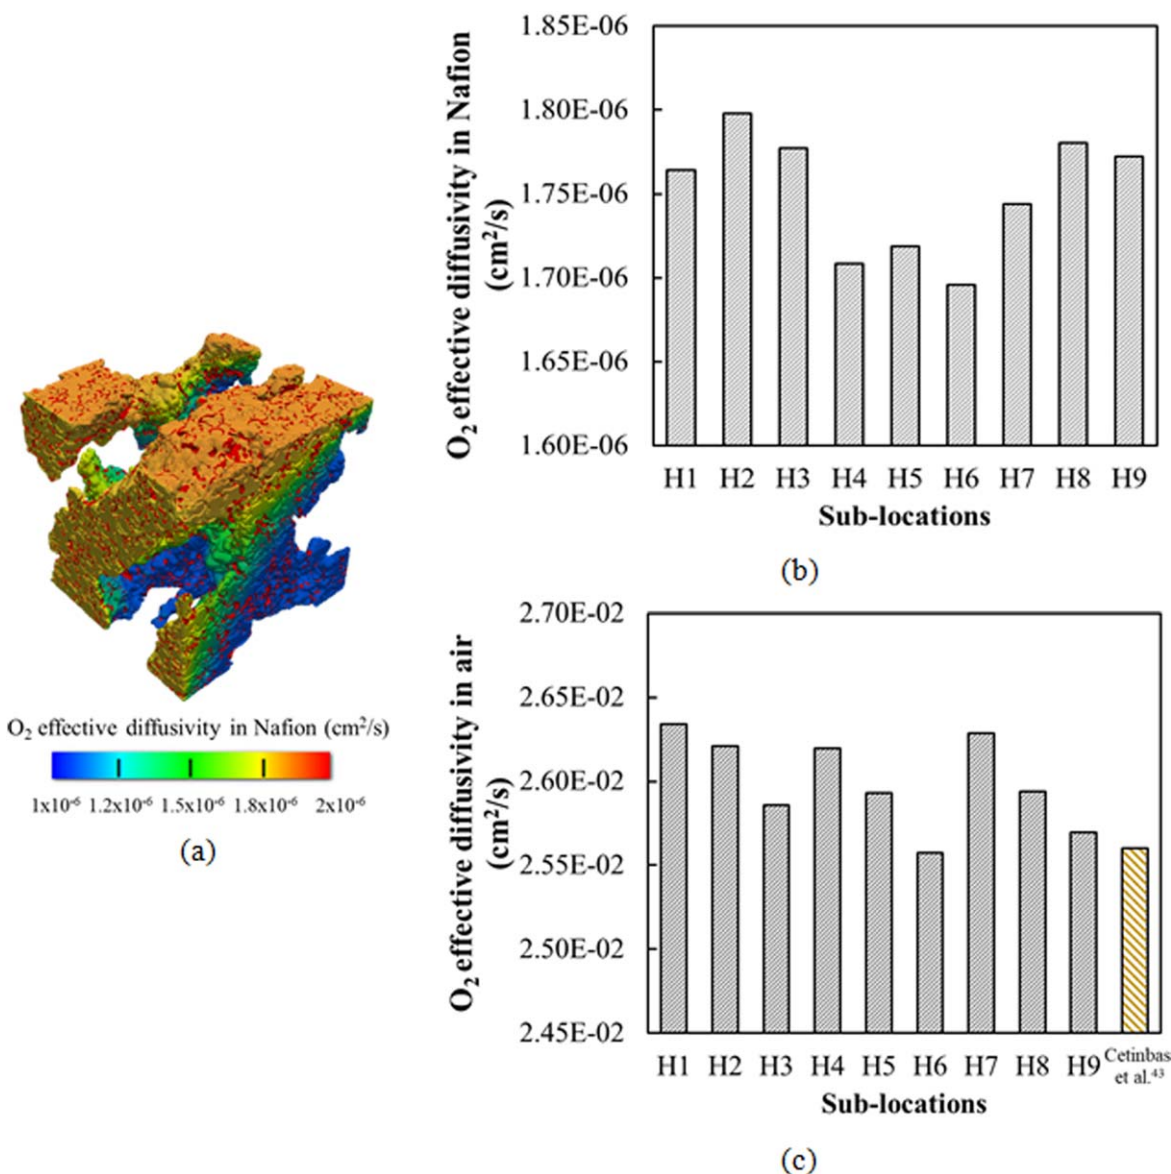 O2 effective diffusivity in Nafion (cm²/s)
1x10⁻⁶ 1.2x10⁻⁶ 1.5x10⁻⁶ 1.8x10⁻⁶ 2x10⁻⁶
(a)
O2 effective diffusivity in Nafion
(cm²/s)
1.85E-06
1.80E-06
1.75E-06
1.70E-06
1.65E-06
1.60E-06
H1 H2 H3 H4 H5 H6 H7 H8 H9
Sub-locations
(b)
O2 effective diffusivity in air
(cm²/s)
2.70E-02
2.65E-02
2.60E-02
2.55E-02
2.50E-02
2.45E-02
H1 H2 H3 H4 H5 H6 H7 H8 H9 Cetinbas
et al.⁴³
Sub-locations
(c)